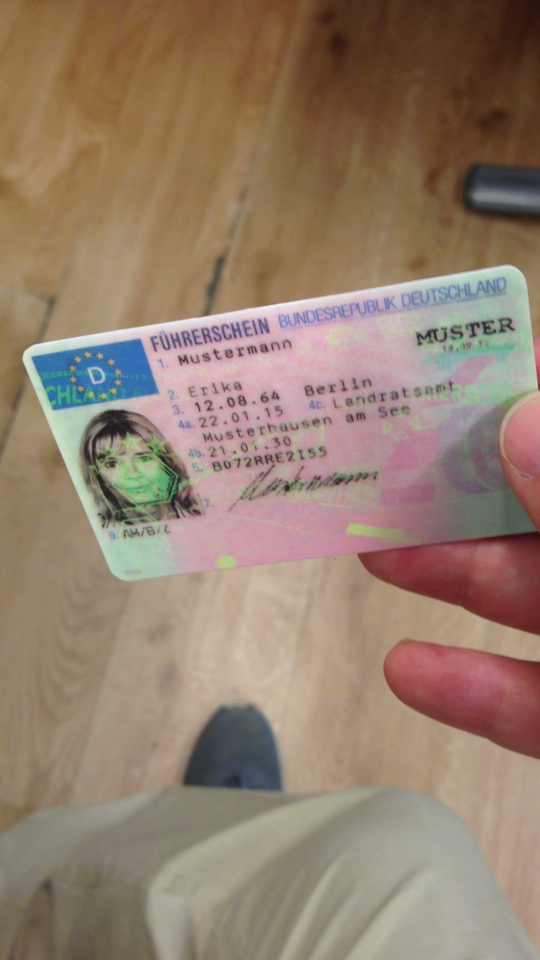 FÜHRERSCHEIN BUNDESREPUBLIK DEUTSCHLAND
D
1. Mustermann
MUSTER
2. Erika
3. 12.08.64 Berlin
4a. 22.01.15 4c. Landratsamt
Musterhausen am See
4b. 21.01.30
5. B072RRE2I55
7. Mustermann
9. AM/B/L